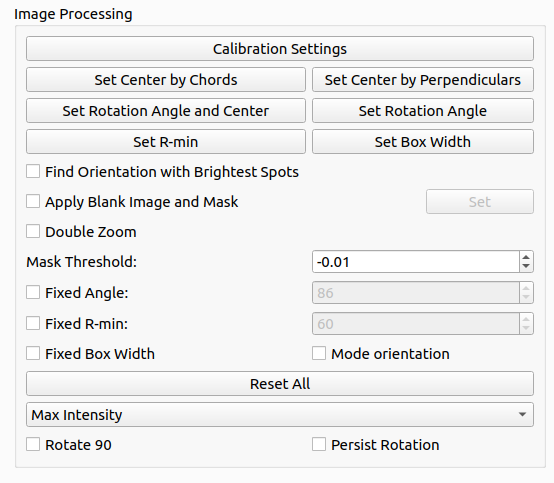 Image Processing
Calibration Settings
Set Center by Chords Set Center by Perpendiculars
Set Rotation Angle and Center Set Rotation Angle
Set R-min Set Box Width
Find Orientation with Brightest Spots
Apply Blank Image and Mask Set
Double Zoom
Mask Threshold: -0.01
Fixed Angle: 86
Fixed R-min: 60
Fixed Box Width Mode orientation
Reset All
Max Intensity
Rotate 90 Persist Rotation